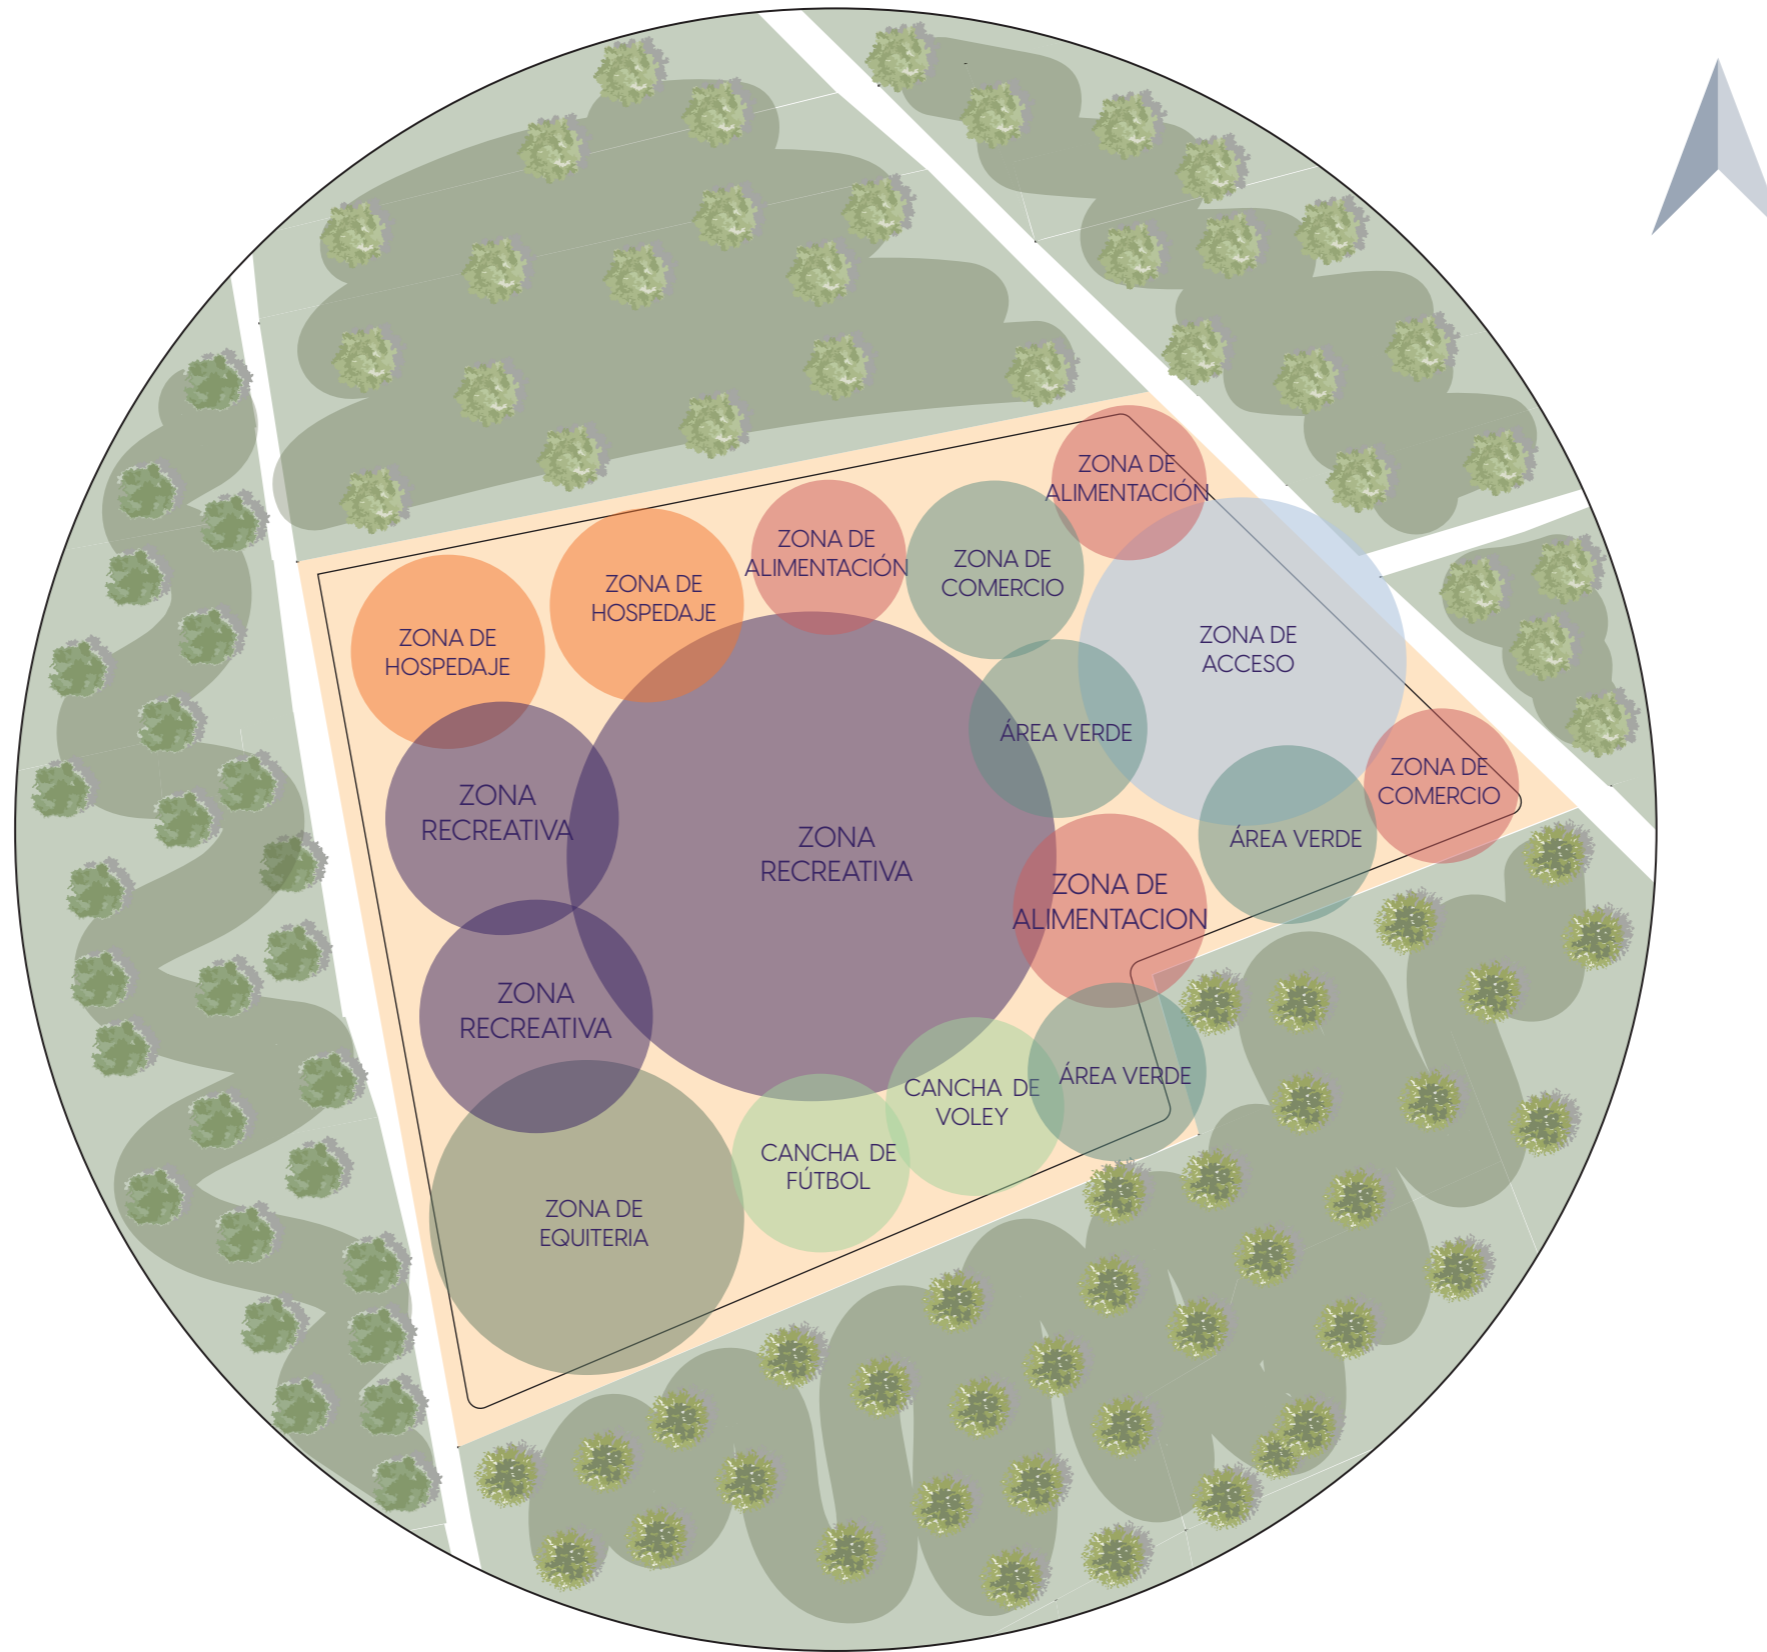 ZONA DE
ALIMENTACIÓN
ZONA DE
ALIMENTACIÓN
ZONA DE
COMERCIO
ZONA DE
HOSPEDAJE
ZONA DE
HOSPEDAJE
ZONA DE
ACCESO
ÁREA VERDE
ZONA DE
COMERCIO
ZONA
RECREATIVA
ZONA
RECREATIVA
ÁREA VERDE
ZONA DE
ALIMENTACION
ZONA
RECREATIVA
ÁREA VERDE
CANCHA DE
VOLEY
CANCHA DE
FÚTBOL
ZONA DE
EQUITERIA